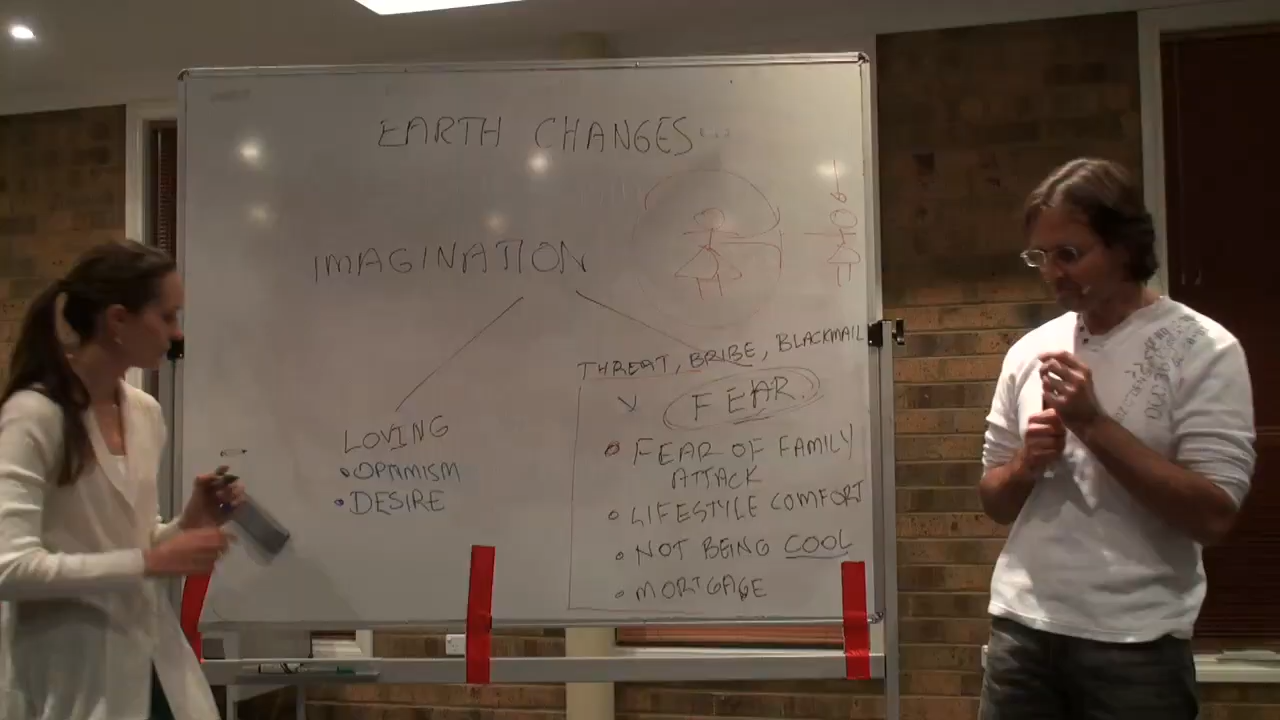 EARTH CHANGES...
IMAGINATION
LOVING
• OPTIMISM
• DESIRE
THREAT, BRIBE, BLACKMAIL
FEAR.
• FEAR OF FAMILY
ATTACK
• LIFESTYLE COMFORT
• NOT BEING COOL
• MORTGAGE